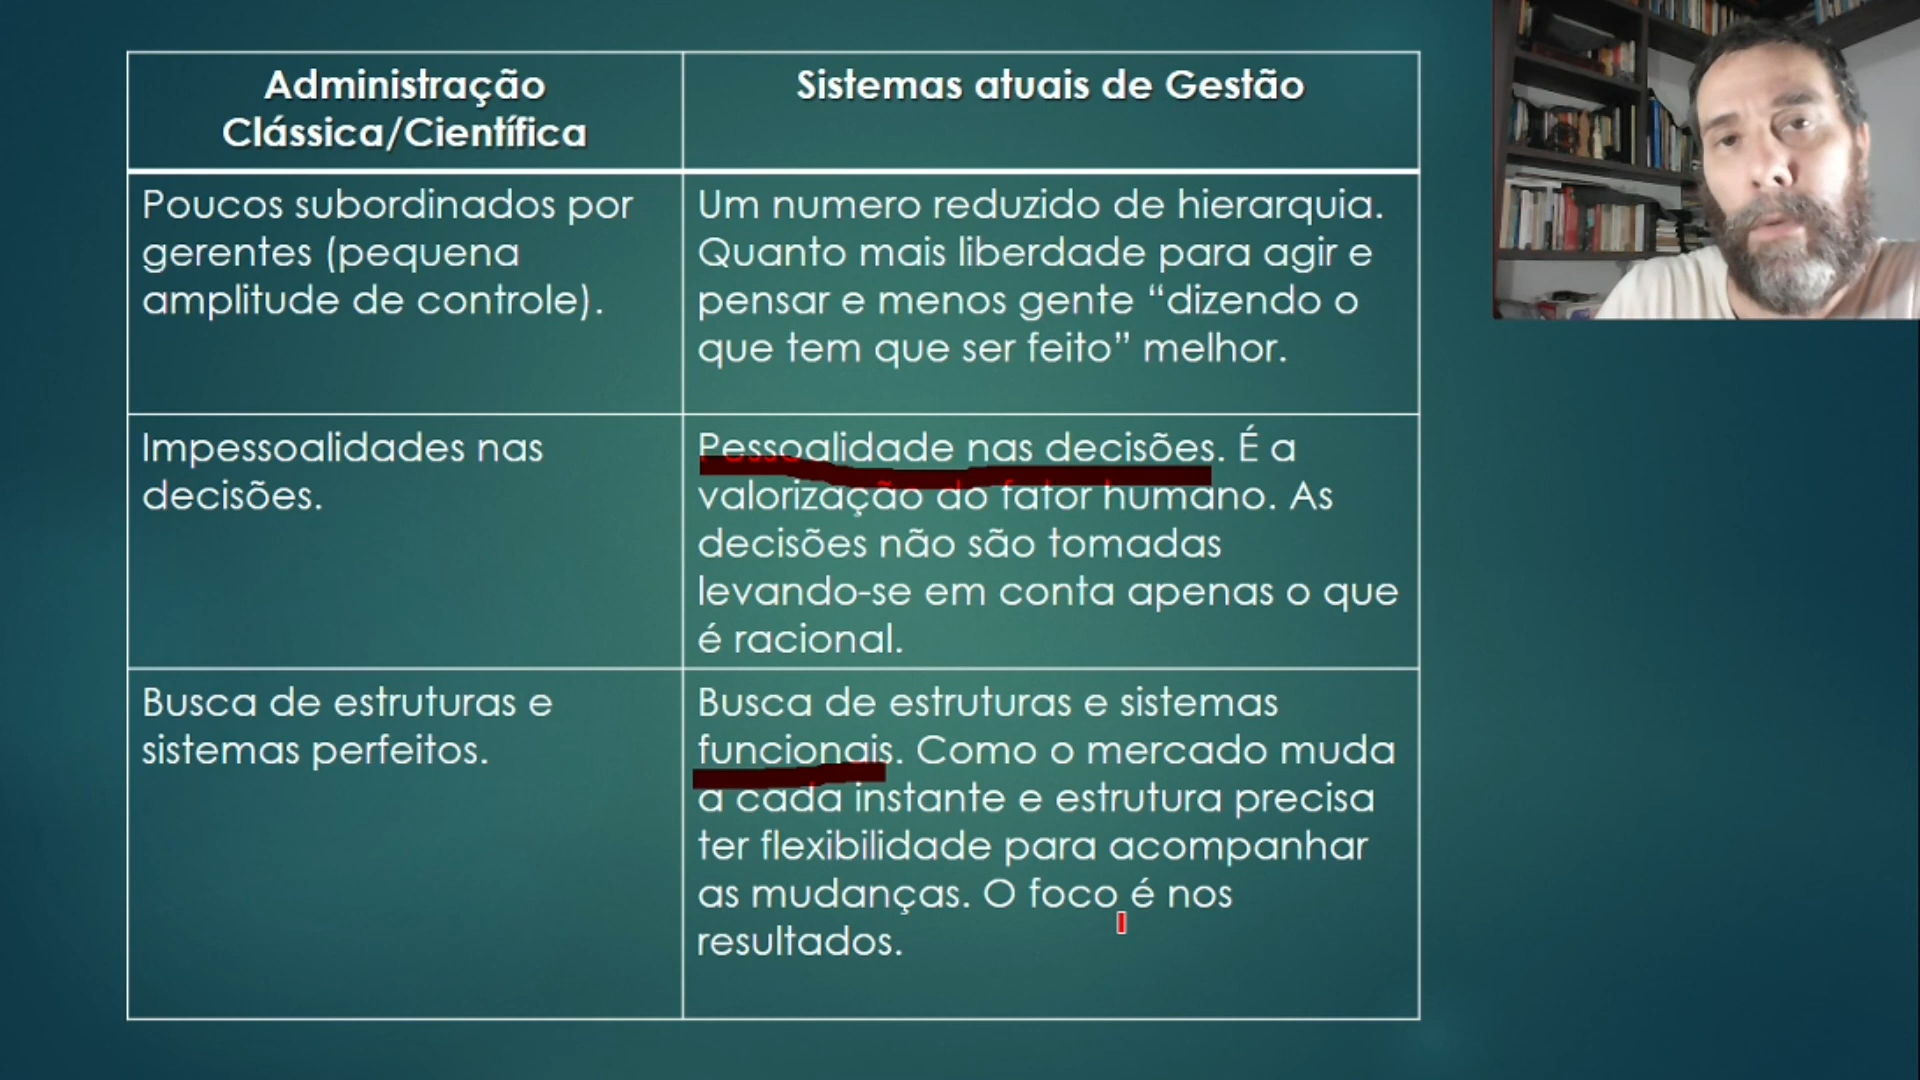 Administração
Clássica/Científica
Sistemas atuais de Gestão
Poucos subordinados por
gerentes (pequena
amplitude de controle).
Um numero reduzido de hierarquia.
Quanto mais liberdade para agir e
pensar e menos gente “dizendo o
que tem que ser feito” melhor.
Impessoalidades nas
decisões.
Pessoalidade nas decisões. É a
valorização do fator humano. As
decisões não são tomadas
levando-se em conta apenas o que
é racional.
Busca de estruturas e
sistemas perfeitos.
Busca de estruturas e sistemas
funcionais. Como o mercado muda
a cada instante e estrutura precisa
ter flexibilidade para acompanhar
as mudanças. O foco é nos
resultados.